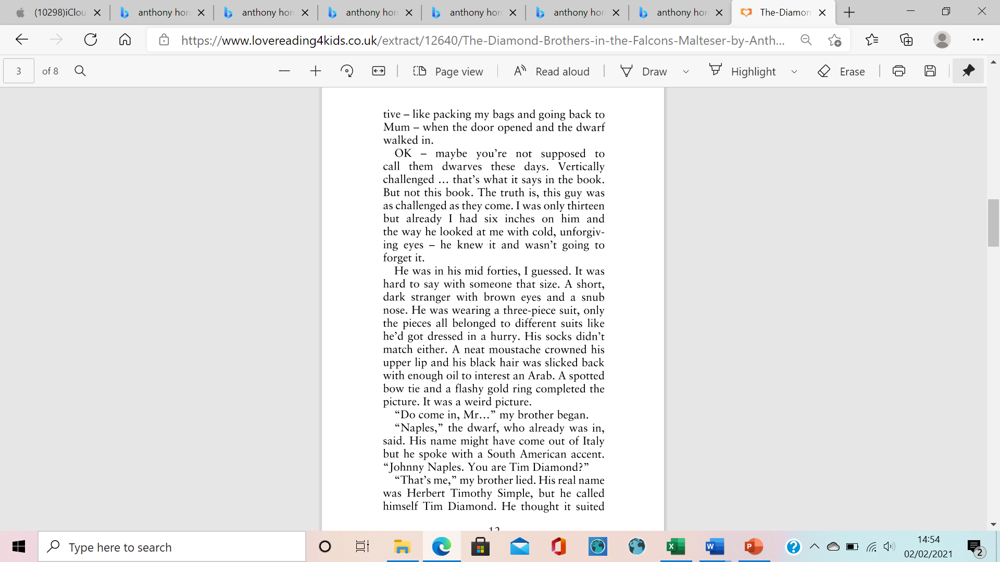 (10298)iClou
anthony hor
anthony hor
anthony hor
anthony hor
anthony hor
anthony hor
The-Diamon
https://www.lovereading4kids.co.uk/extract/12640/The-Diamond-Brothers-in-the-Falcons-Malteser-by-Anth...
3 of 8
Page view
Read aloud
Draw
Highlight
Erase
tive – like packing my bags and going back to
Mum – when the door opened and the dwarf
walked in.
OK – maybe you're not supposed to
call them dwarves these days. Vertically
challenged … that's what it says in the book.
But not this book. The truth is, this guy was
as challenged as they come. I was only thirteen
but already I had six inches on him and
the way he looked at me with cold, unforgiv-
ing eyes – he knew it and wasn't going to
forget it.
He was in his mid forties, I guessed. It was
hard to say with someone that size. A short,
dark stranger with brown eyes and a snub
nose. He was wearing a three-piece suit, only
the pieces all belonged to different suits like
he'd got dressed in a hurry. His socks didn't
match either. A neat moustache crowned his
upper lip and his black hair was slicked back
with enough oil to interest an Arab. A spotted
bow tie and a flashy gold ring completed the
picture. It was a weird picture.
"Do come in, Mr…" my brother began.
"Naples," the dwarf, who already was in,
said. His name might have come out of Italy
but he spoke with a South American accent.
"Johnny Naples. You are Tim Diamond?"
"That's me," my brother lied. His real name
was Herbert Timothy Simple, but he called
himself Tim Diamond. He thought it suited
12
Type here to search
14:54
02/02/2021
2